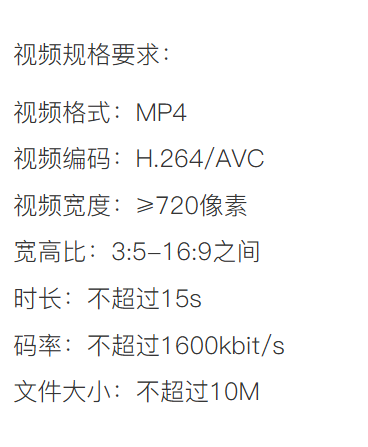 视频规格要求：
视频格式：MP4
视频编码：H.264/AVC
视频宽度：≥720像素
宽高比：3:5-16:9之间
时长：不超过15s
码率：不超过1600kbit/s
文件大小：不超过10M